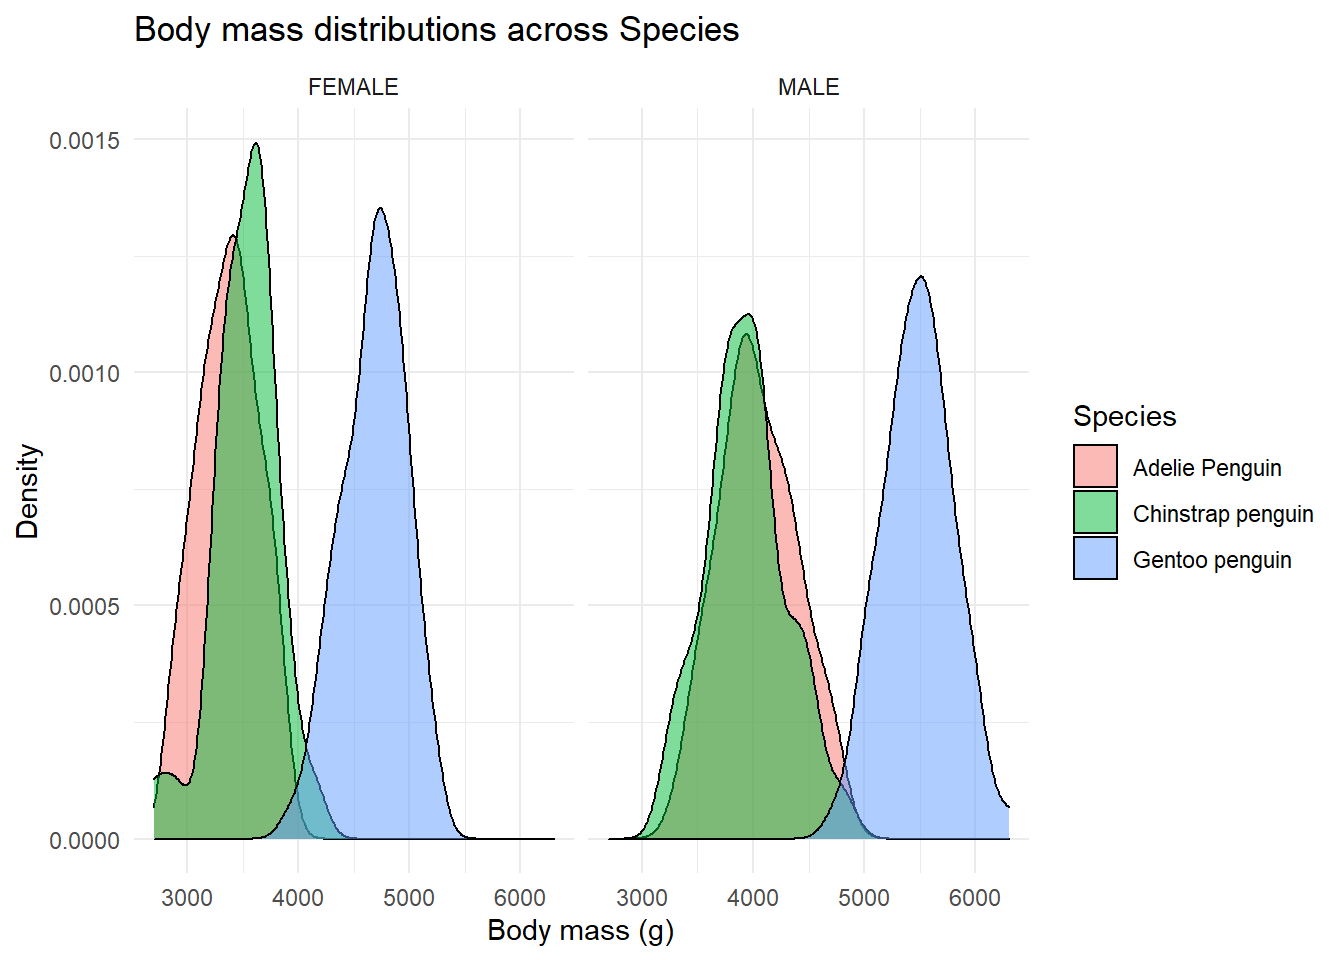 Body mass distributions across Species
FEMALE
MALE
0.0015
0.0010
0.0005
0.0000
Density
3000 4000 5000 6000
3000 4000 5000 6000
Body mass (g)
Species
Adelie Penguin
Chinstrap penguin
Gentoo penguin